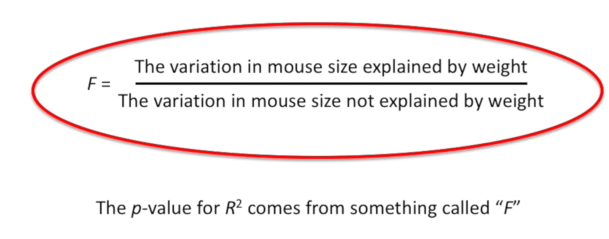 The variation in mouse size explained by weight
F =
The variation in mouse size not explained by weight
The p-value for R² comes from something called “F”